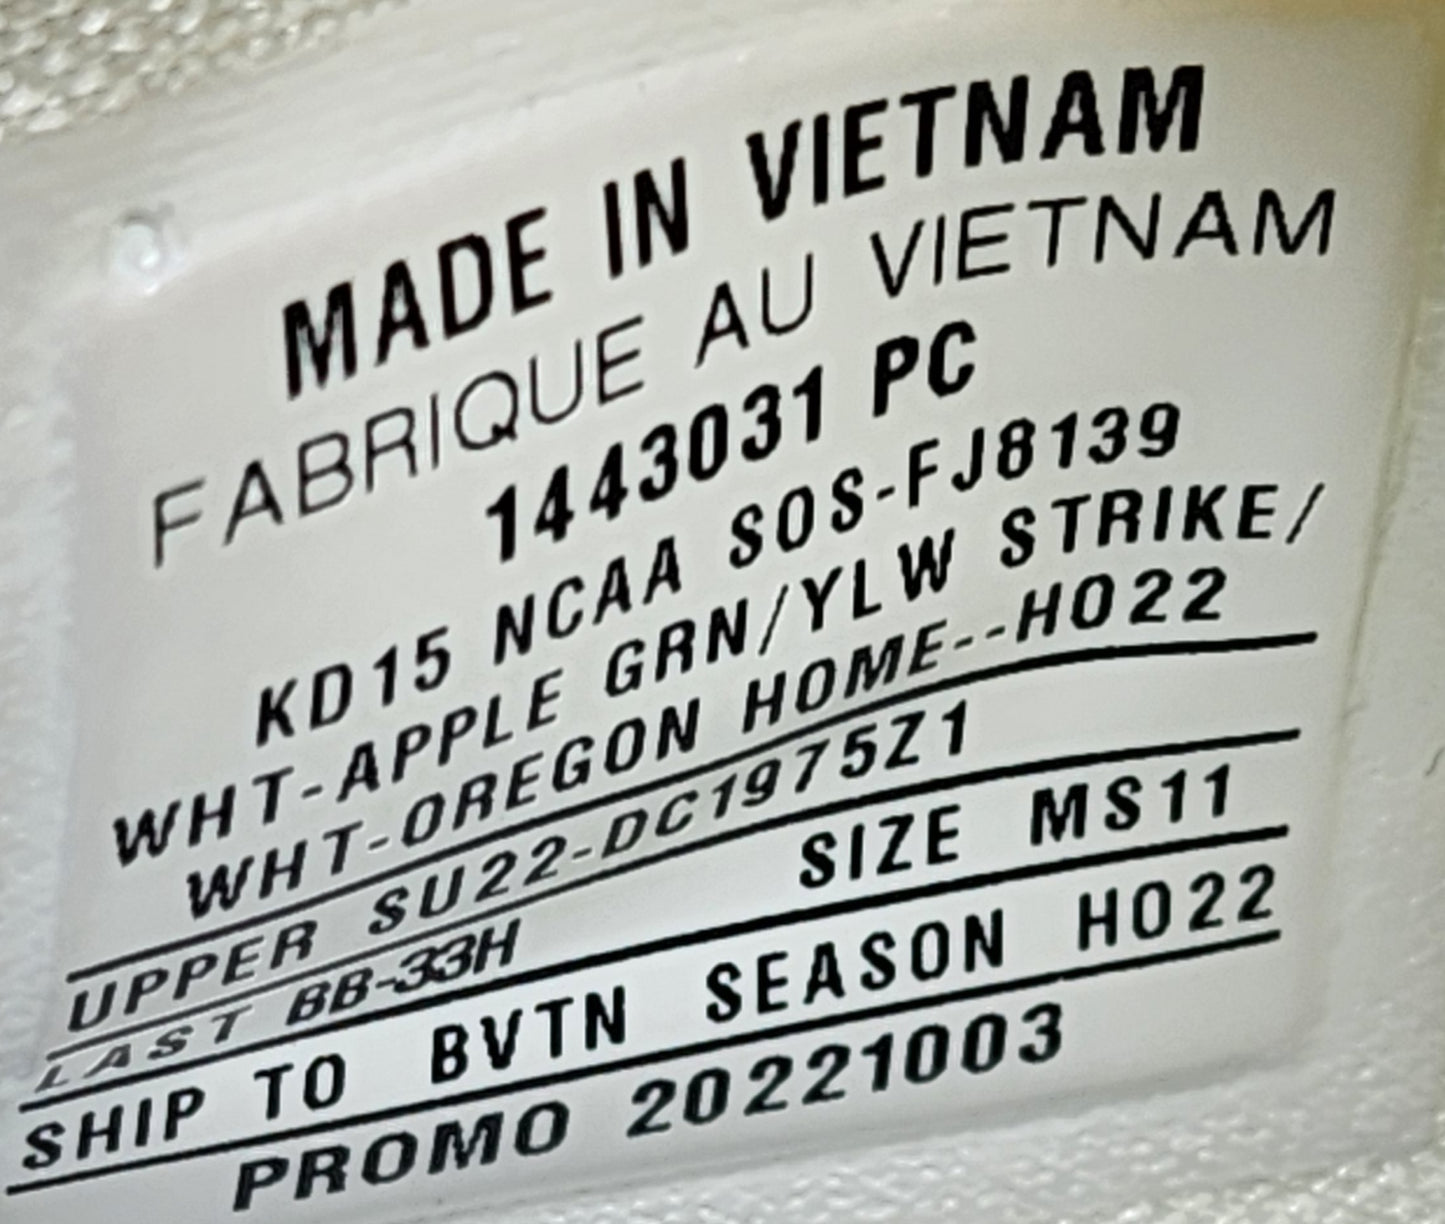 MADE IN VIETNAM
FABRIQUE AU VIETNAM
1443031 PC
KD15 NCAA SOS-FJ8139
WHT-APPLE GRN/YLW STRIKE/
WHT-OREGON HOME--HO22
UPPER SU22-DC1975Z1
LAST BB-33H SIZE MS11
SHIP TO BVTN SEASON HO22
PROMO 20221003